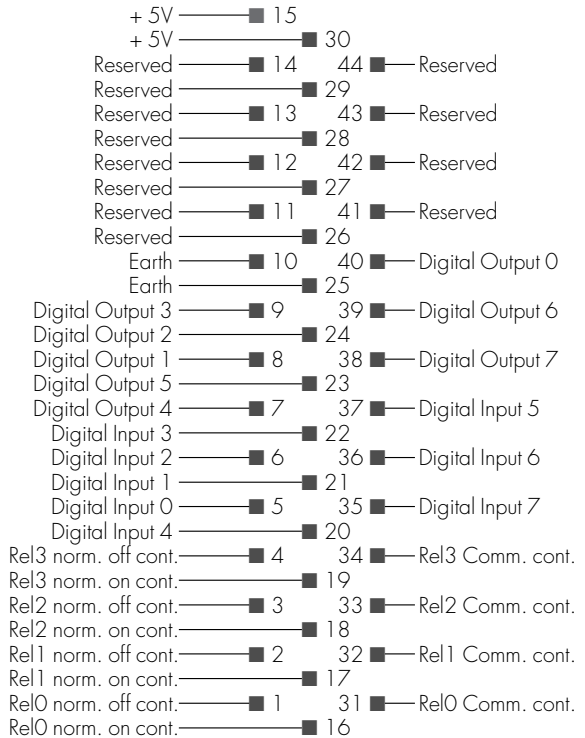 + 5V 15
+ 5V 30
Reserved 14 44 Reserved
Reserved 29
Reserved 13 43 Reserved
Reserved 28
Reserved 12 42 Reserved
Reserved 27
Reserved 11 41 Reserved
Reserved 26
Earth 10 40 Digital Output 0
Earth 25
Digital Output 3 9 39 Digital Output 6
Digital Output 2 24
Digital Output 1 8 38 Digital Output 7
Digital Output 5 23
Digital Output 4 7 37 Digital Input 5
Digital Input 3 22
Digital Input 2 6 36 Digital Input 6
Digital Input 1 21
Digital Input 0 5 35 Digital Input 7
Digital Input 4 20
Rel3 norm. off cont. 4 34 Rel3 Comm. cont.
Rel3 norm. on cont. 19
Rel2 norm. off cont. 3 33 Rel2 Comm. cont.
Rel2 norm. on cont. 18
Rel1 norm. off cont. 2 32 Rel1 Comm. cont.
Rel1 norm. on cont. 17
Rel0 norm. off cont. 1 31 Rel0 Comm. cont.
Rel0 norm. on cont. 16